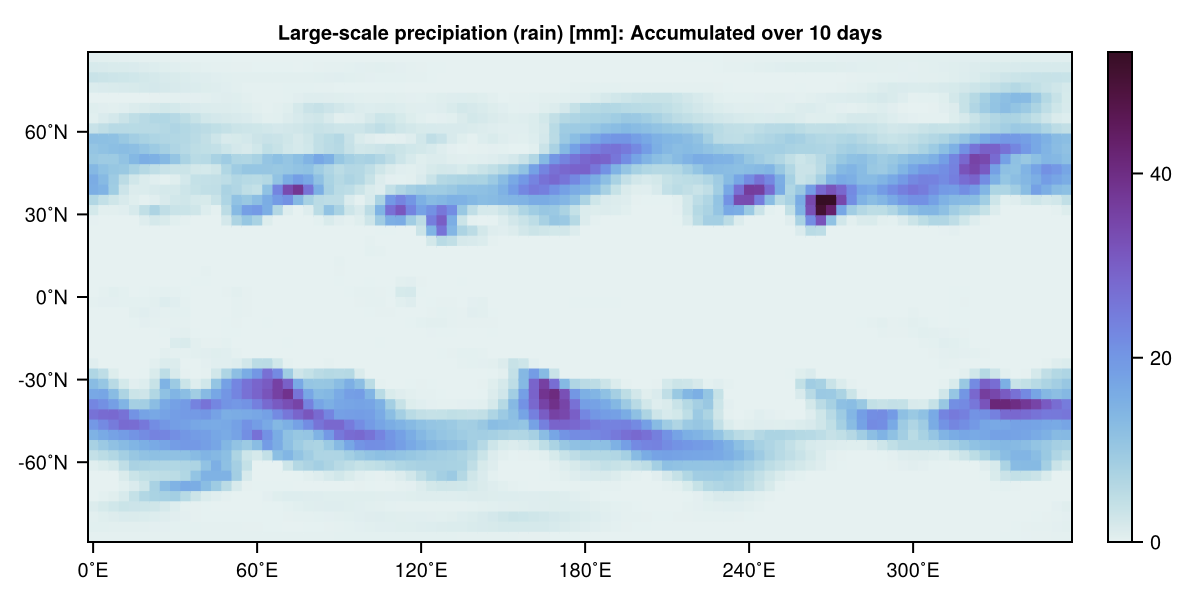 Large-scale precipiation (rain) [mm]: Accumulated over 10 days
60˚N
30˚N
0˚N
-30˚N
-60˚N
0˚E
60˚E
120˚E
180˚E
240˚E
300˚E
40
20
0